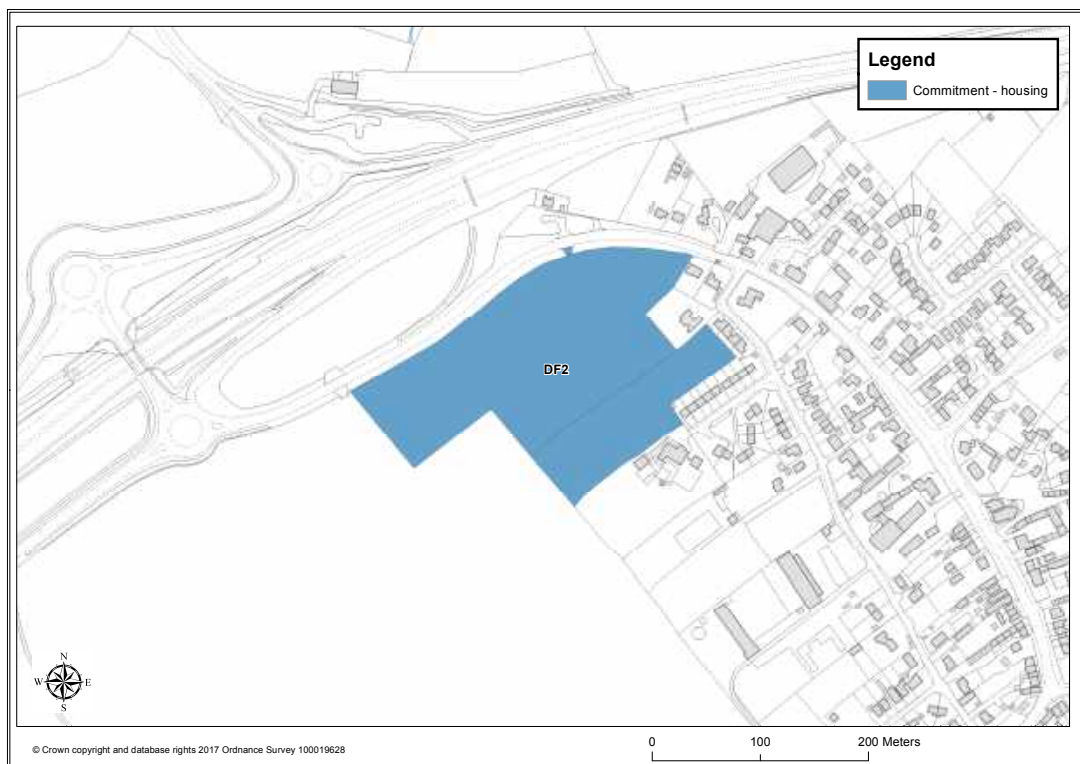 Legend
Commitment - housing
DF2
N
W E
S
© Crown copyright and database rights 2017 Ordnance Survey 100019628
0 100 200 Meters